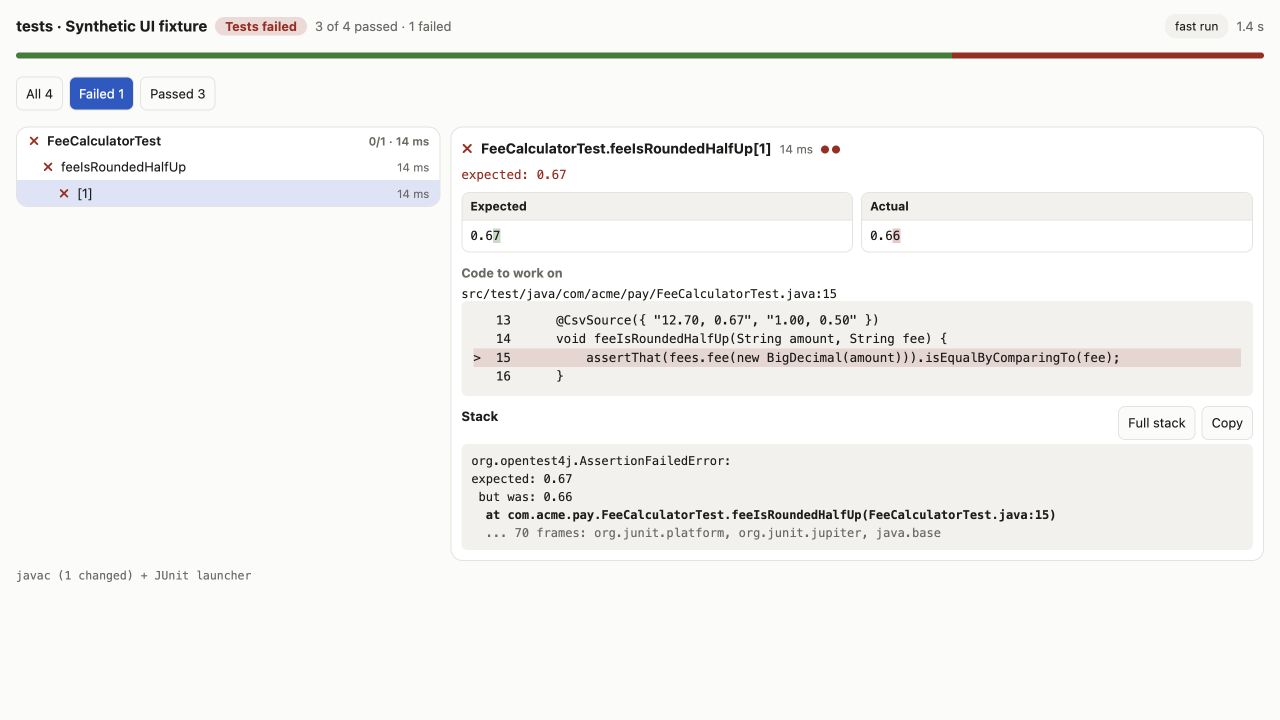 tests · Synthetic UI fixture Tests failed 3 of 4 passed · 1 failed fast run 1.4 s
All 4 Failed 1 Passed 3
FeeCalculatorTest 0/1 · 14 ms
feeIsRoundedHalfUp 14 ms
[1] 14 ms
FeeCalculatorTest.feeIsRoundedHalfUp[1] 14 ms
expected: 0.67
Expected
0.67
Actual
0.66
Code to work on
src/test/java/com/acme/pay/FeeCalculatorTest.java:15
13 @CsvSource({ "12.70, 0.67", "1.00, 0.50" })
14 void feeIsRoundedHalfUp(String amount, String fee) {
> 15 assertThat(fees.fee(new BigDecimal(amount))).isEqualByComparingTo(fee);
16 }
Stack Full stack Copy
org.opentest4j.AssertionFailedError:
expected: 0.67
but was: 0.66
at com.acme.pay.FeeCalculatorTest.feeIsRoundedHalfUp(FeeCalculatorTest.java:15)
... 70 frames: org.junit.platform, org.junit.jupiter, java.base
javac (1 changed) + JUnit launcher